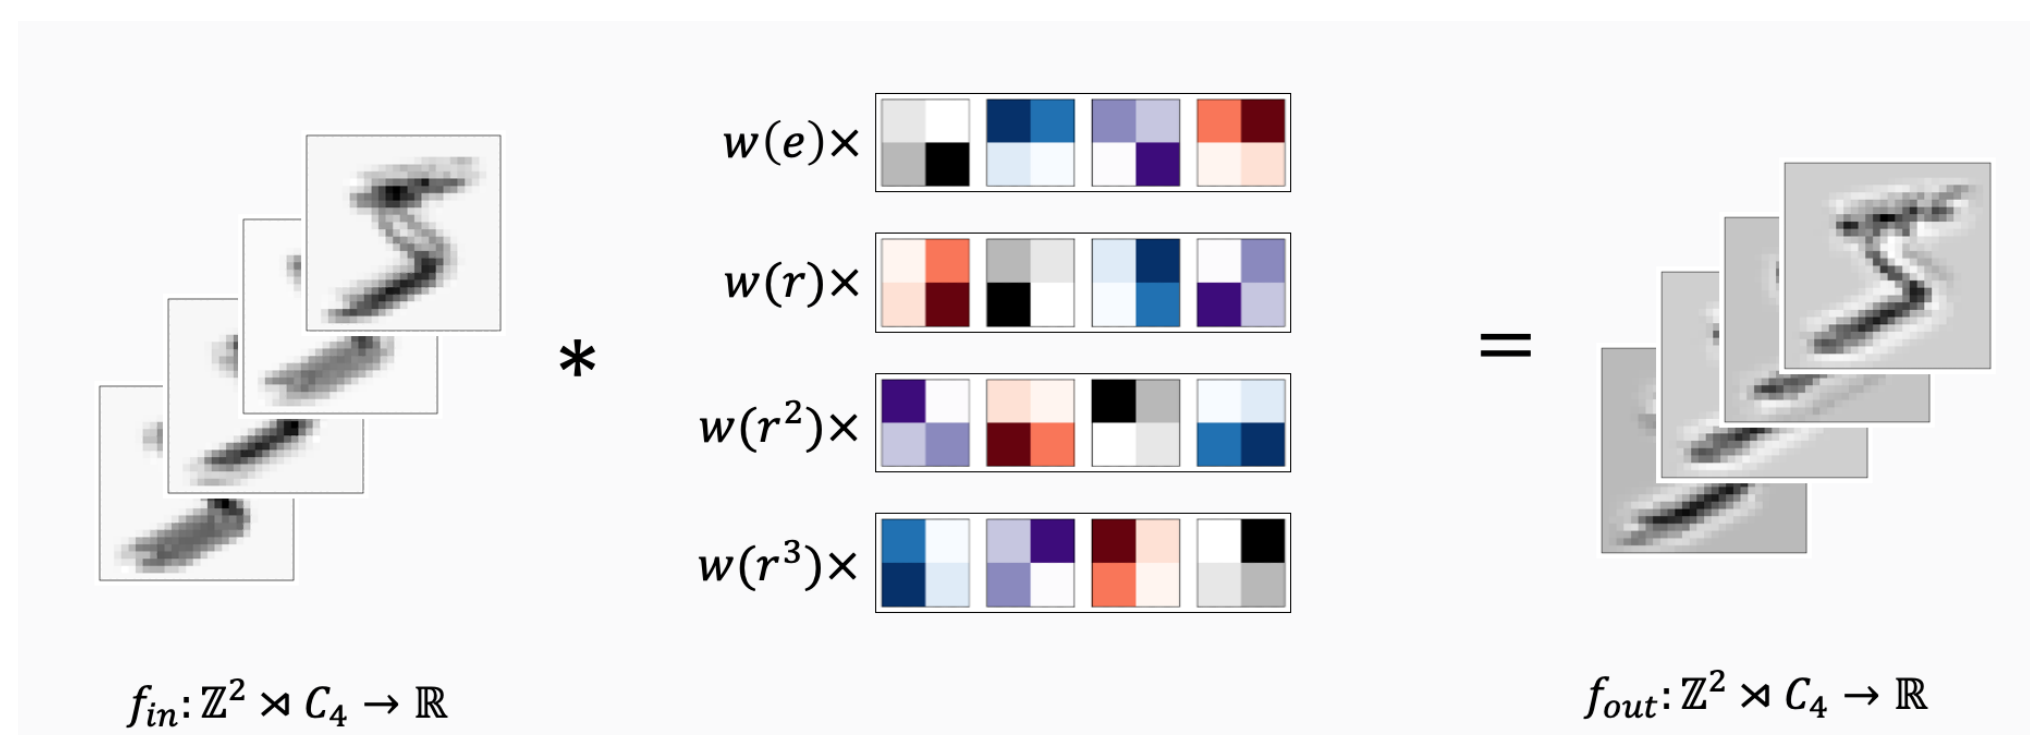 w(e)×
w(r)×
*
=
w(r²)×
w(r³)×
f_in: ℤ² ⋊ C₄ → ℝ
f_out: ℤ² ⋊ C₄ → ℝ